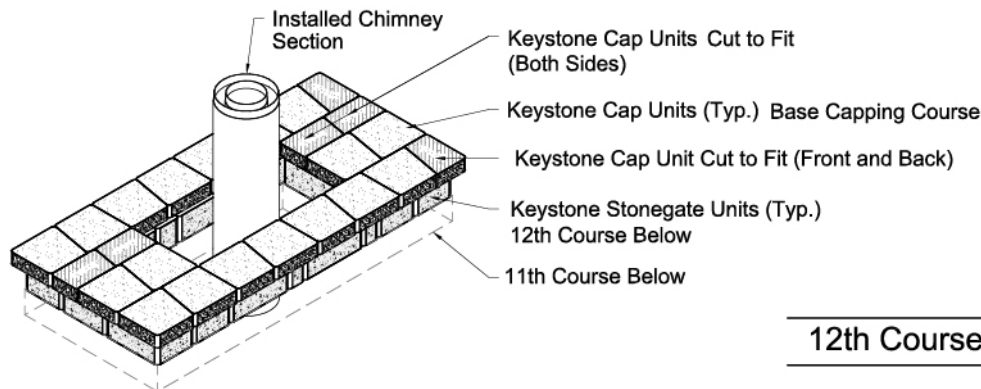 Installed Chimney
Section
Keystone Cap Units Cut to Fit
(Both Sides)
Keystone Cap Units (Typ.) Base Capping Course
Keystone Cap Unit Cut to Fit (Front and Back)
Keystone Stonegate Units (Typ.)
12th Course Below
11th Course Below
12th Course